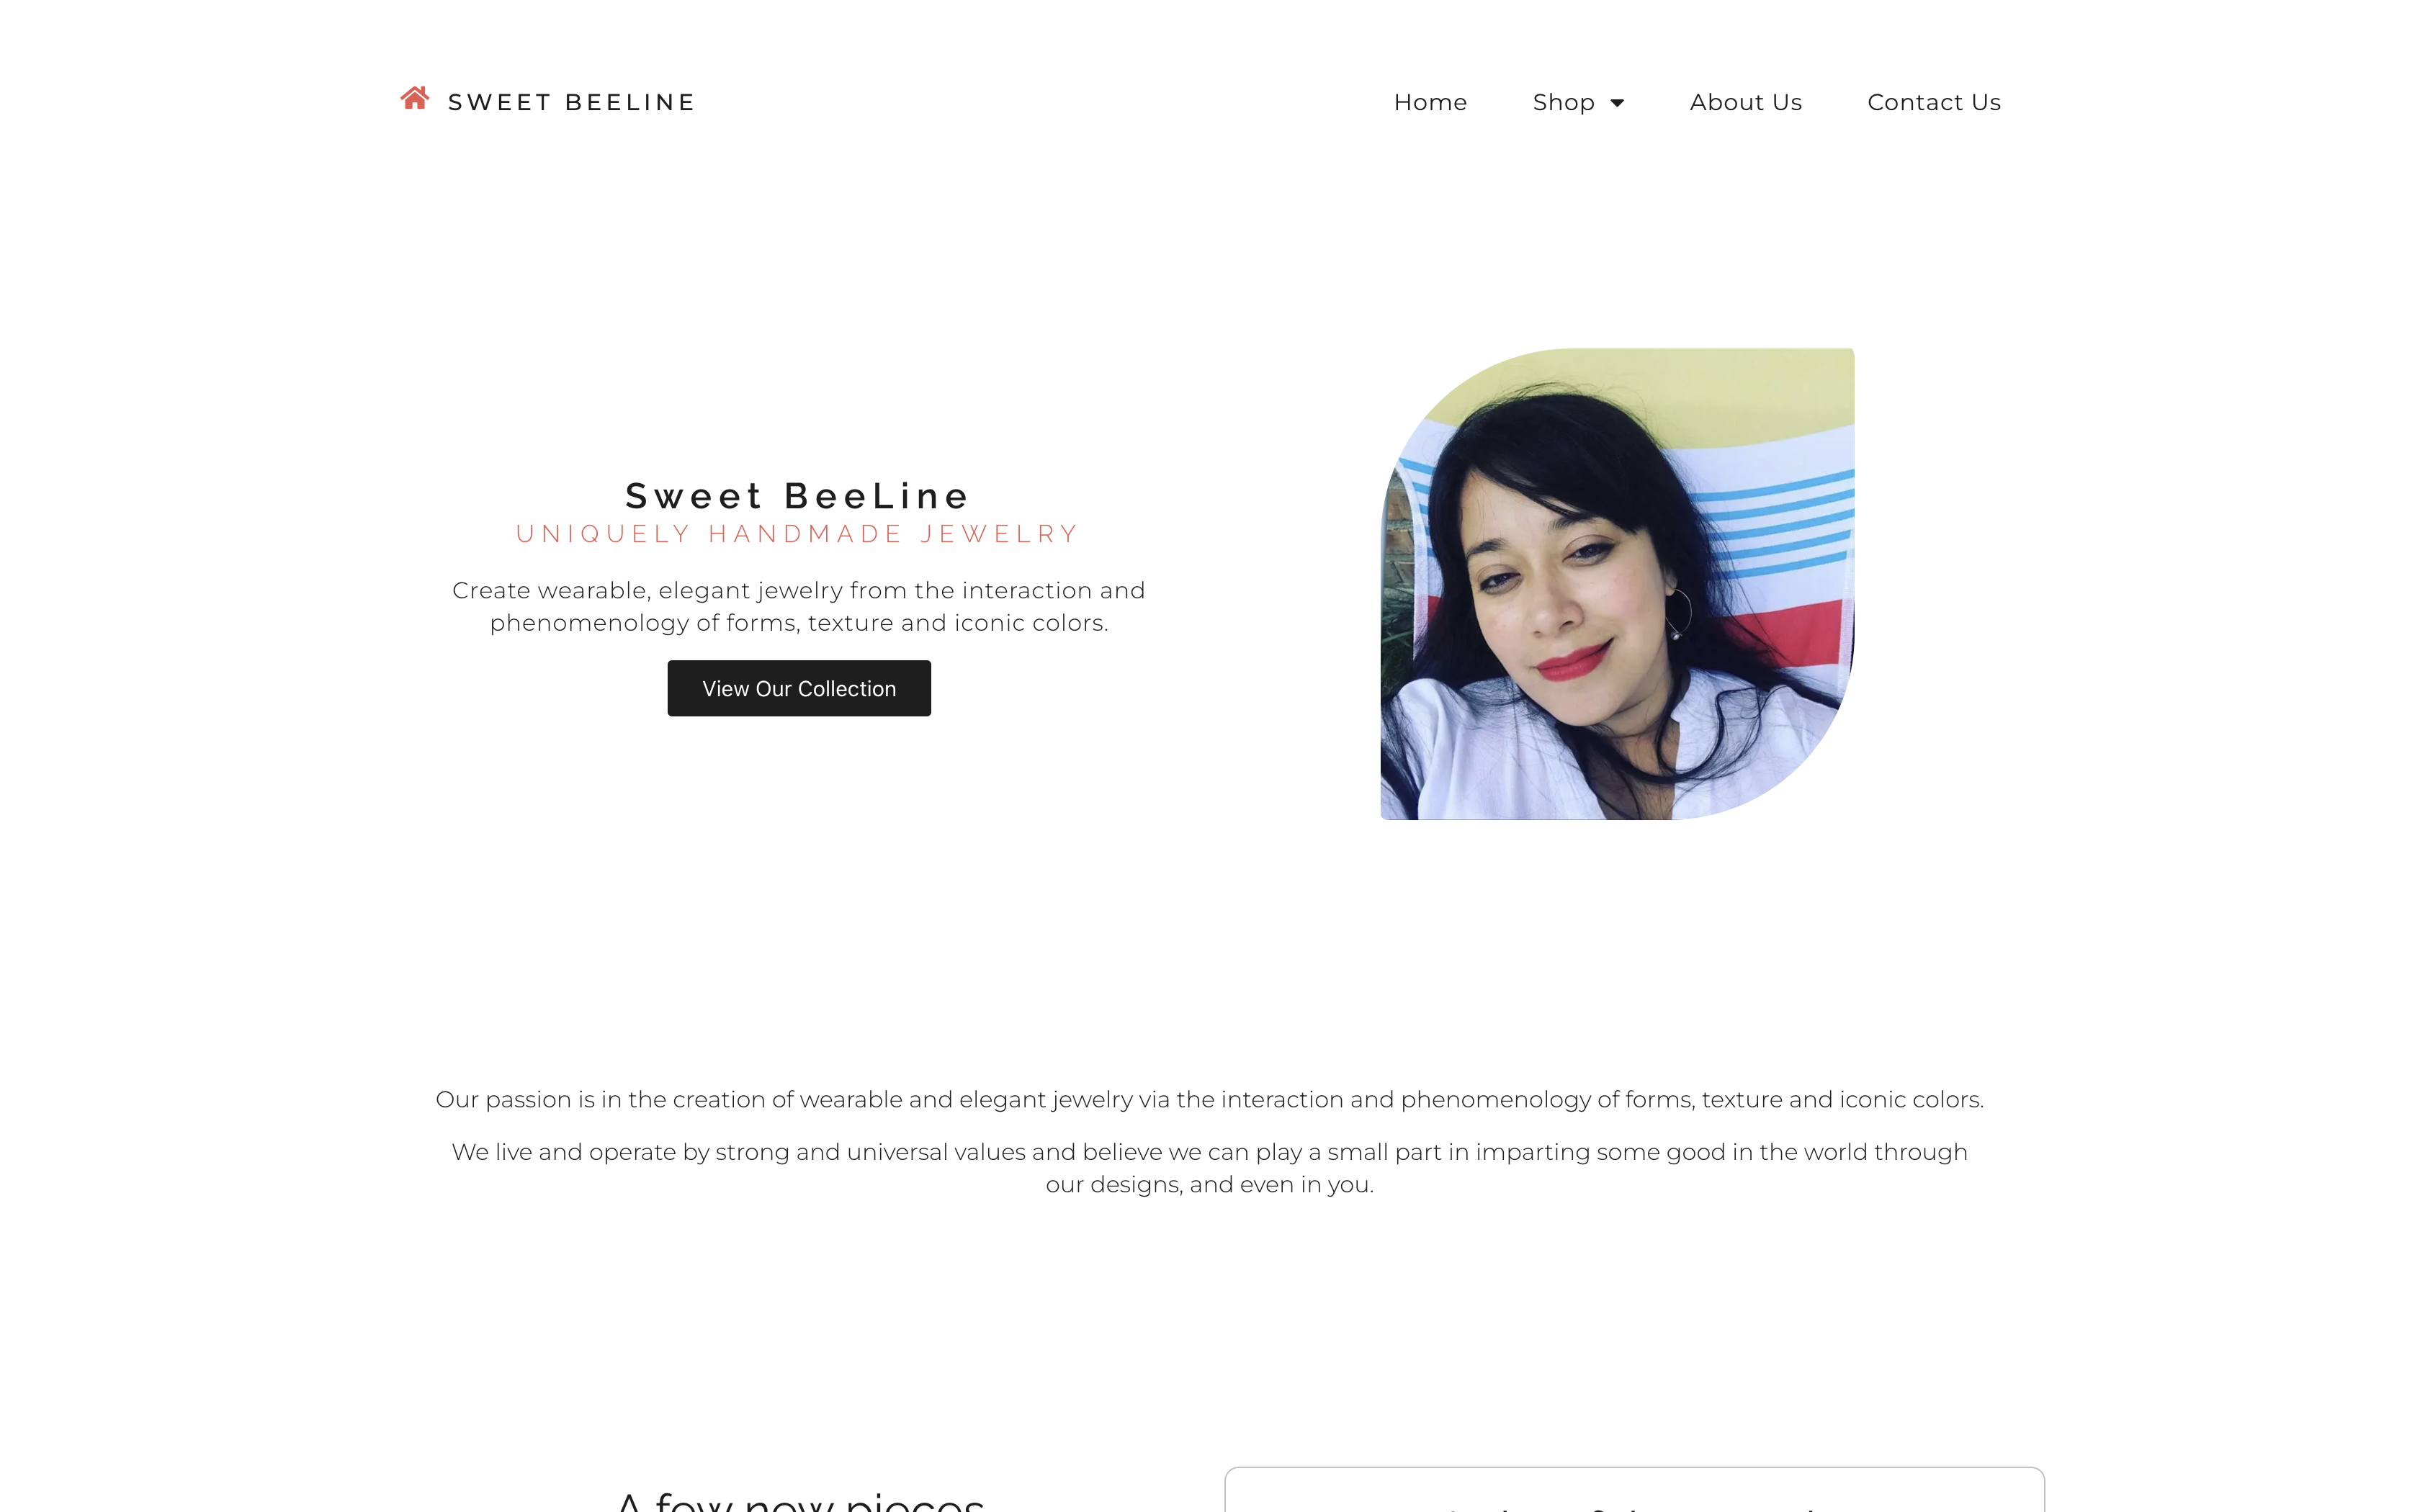 SWEET BEELINE
Home Shop About Us Contact Us
Sweet BeeLine
UNIQUELY HANDMADE JEWELRY
Create wearable, elegant jewelry from the interaction and
phenomenology of forms, texture and iconic colors.
View Our Collection
Our passion is in the creation of wearable and elegant jewelry via the interaction and phenomenology of forms, texture and iconic colors.
We live and operate by strong and universal values and believe we can play a small part in imparting some good in the world through
our designs, and even in you.
A few new pieces